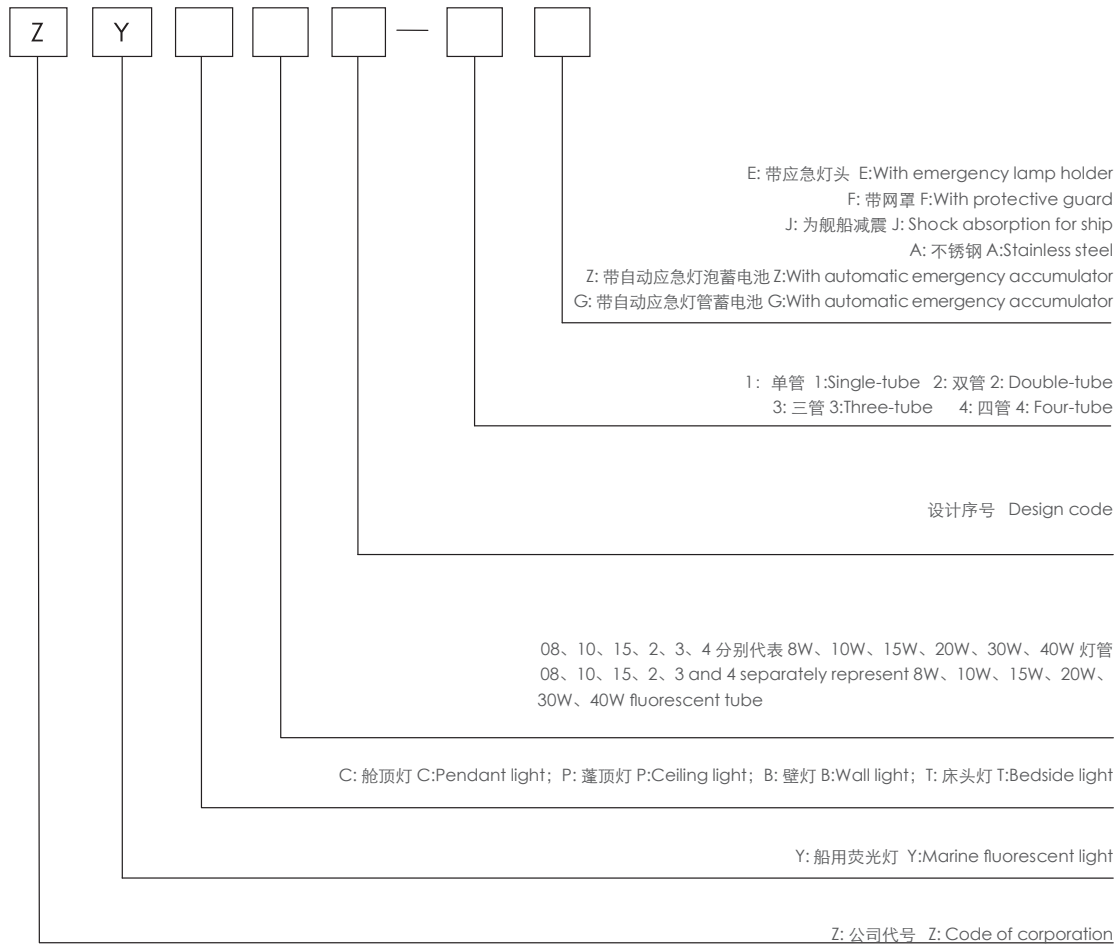 Z Y —
E: 带应急灯头 E:With emergency lamp holder
F: 带网罩 F:With protective guard
J: 为舰船减震 J: Shock absorption for ship
A: 不锈钢 A:Stainless steel
Z: 带自动应急灯泡蓄电池 Z:With automatic emergency accumulator
G: 带自动应急灯管蓄电池 G:With automatic emergency accumulator
1：单管 1:Single-tube 2: 双管 2: Double-tube
3: 三管 3:Three-tube 4: 四管 4: Four-tube
设计序号 Design code
08、10、15、2、3、4 分别代表 8W、10W、15W、20W、30W、40W 灯管
08、10、15、2、3 and 4 separately represent 8W、10W、15W、20W、
30W、40W fluorescent tube
C: 舱顶灯 C:Pendant light；P: 蓬顶灯 P:Ceiling light；B: 壁灯 B:Wall light；T: 床头灯 T:Bedside light
Y: 船用荧光灯 Y:Marine fluorescent light
Z: 公司代号 Z: Code of corporation